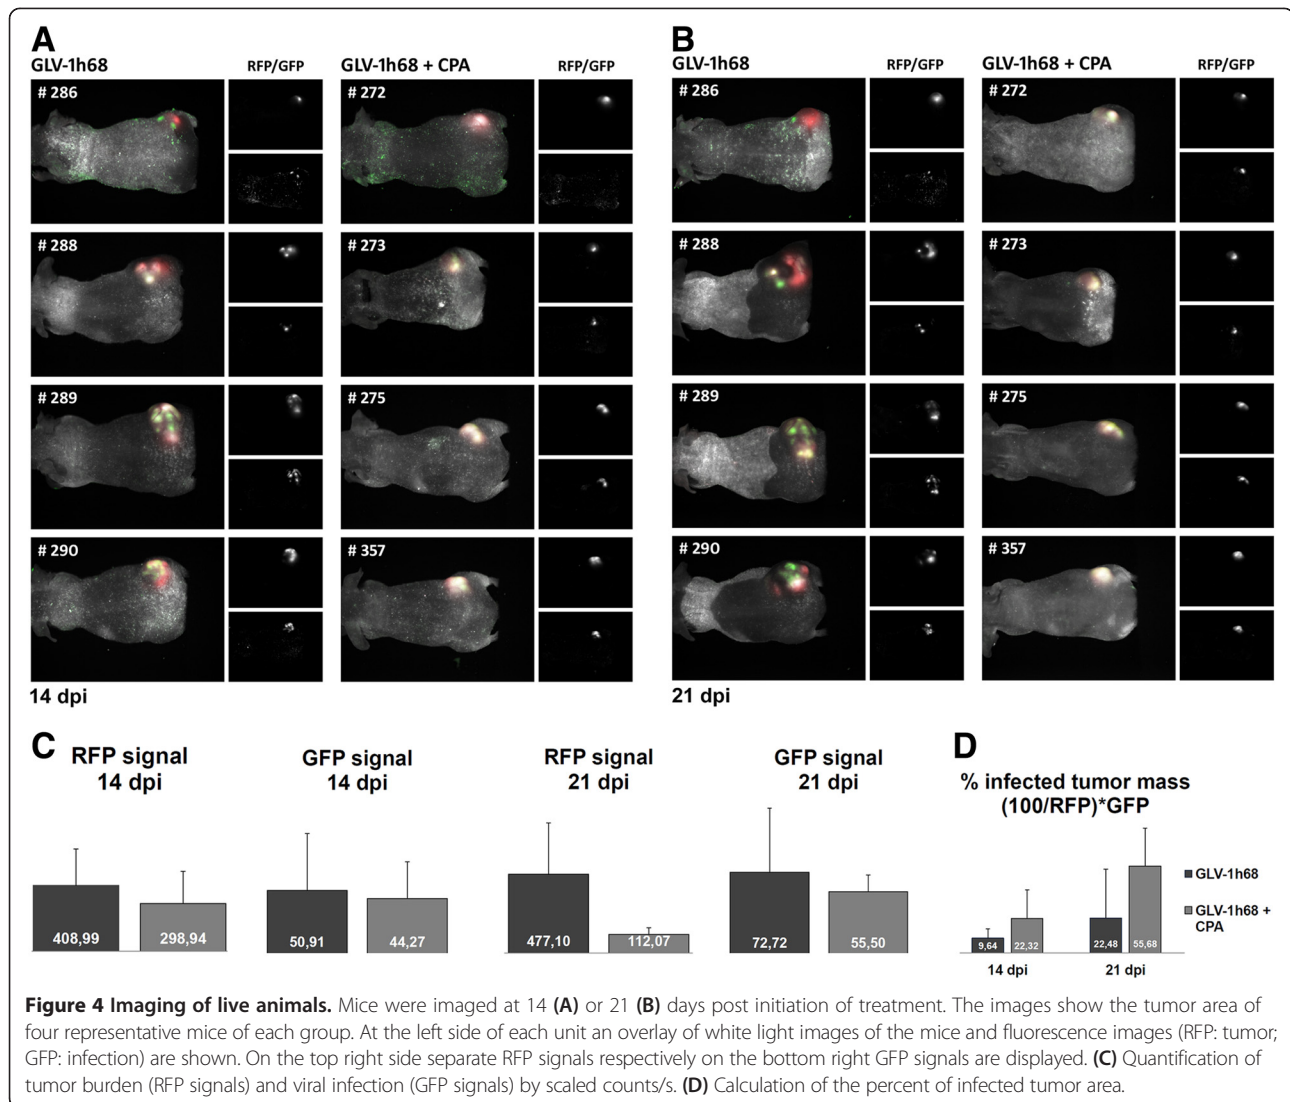 A
GLV-1h68 RFP/GFP GLV-1h68 + CPA RFP/GFP
# 286 # 272
# 288 # 273
# 289 # 275
# 290 # 357
14 dpi
B
GLV-1h68 RFP/GFP GLV-1h68 + CPA RFP/GFP
# 286 # 272
# 288 # 273
# 289 # 275
# 290 # 357
21 dpi
C
RFP signal
14 dpi
408,99 298,94
GFP signal
14 dpi
50,91 44,27
RFP signal
21 dpi
477,10 112,07
GFP signal
21 dpi
72,72 55,50
D
% infected tumor mass
(100/RFP)*GFP
9,64 22,32 22,48 55,68
14 dpi 21 dpi
GLV-1h68
GLV-1h68 +
CPA
Figure 4 Imaging of live animals. Mice were imaged at 14 (A) or 21 (B) days post initiation of treatment. The images show the tumor area of
four representative mice of each group. At the left side of each unit an overlay of white light images of the mice and fluorescence images (RFP: tumor;
GFP: infection) are shown. On the top right side separate RFP signals respectively on the bottom right GFP signals are displayed. (C) Quantification of
tumor burden (RFP signals) and viral infection (GFP signals) by scaled counts/s. (D) Calculation of the percent of infected tumor area.